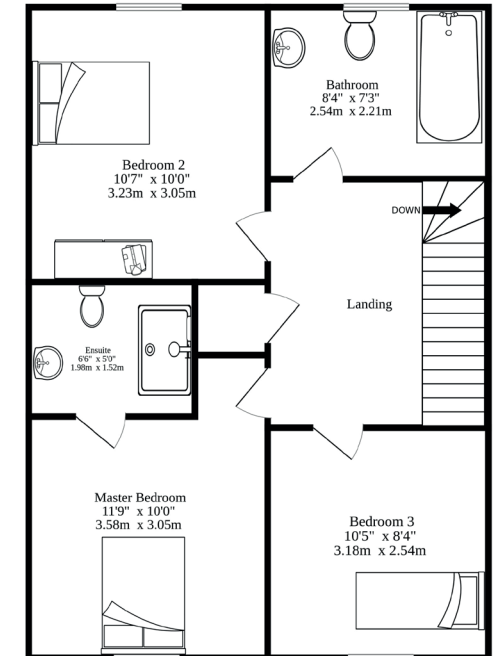 Bathroom
8'4" x 7'3"
2.54m x 2.21m
Bedroom 2
10'7" x 10'0"
3.23m x 3.05m
DOWN
Landing
Ensuite
6'6" x 5'0"
1.98m x 1.52m
Master Bedroom
11'9" x 10'0"
3.58m x 3.05m
Bedroom 3
10'5" x 8'4"
3.18m x 2.54m